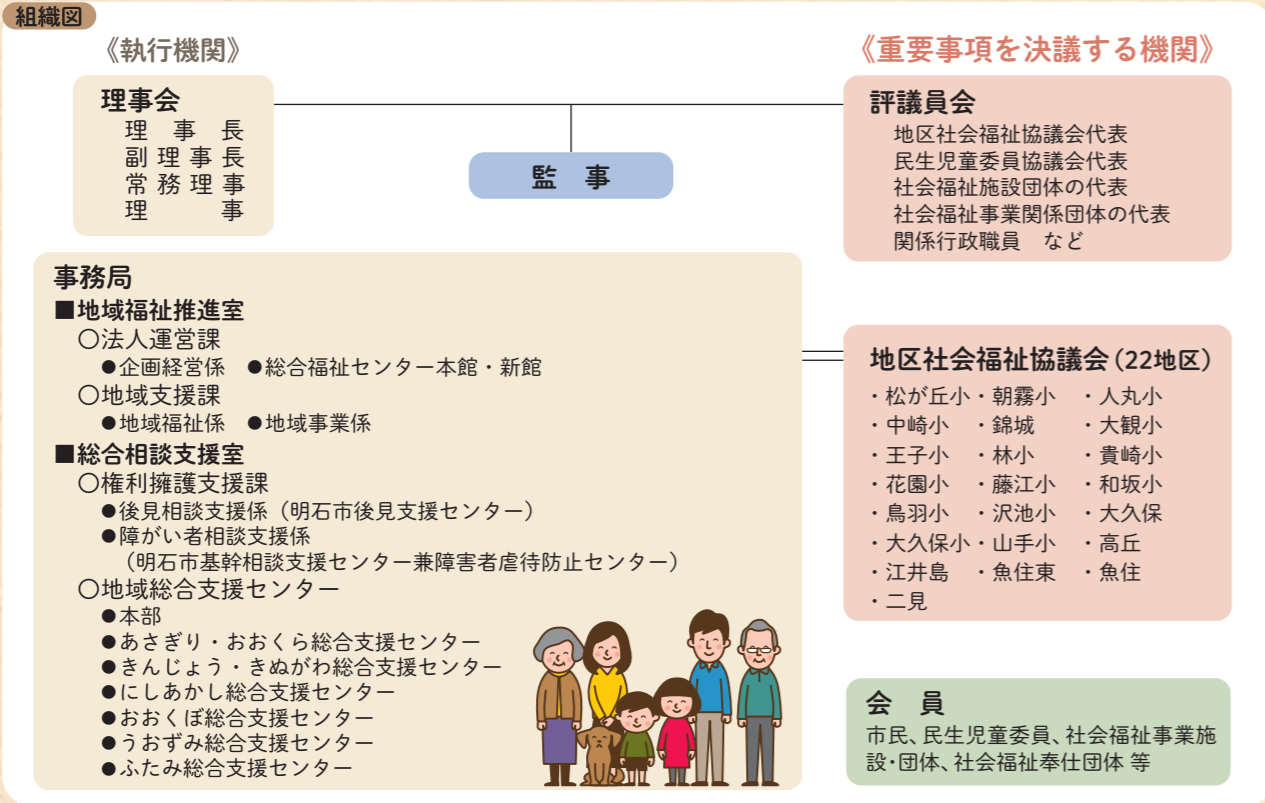 組織図
《執行機関》
理事会
理　事　長
副 理 事 長
常 務 理 事
理　　　事
監　事
《重要事項を決議する機関》
評議員会
地区社会福祉協議会代表
民生児童委員協議会代表
社会福祉施設団体の代表
社会福祉事業関係団体の代表
関係行政職員　など
事務局
■地域福祉推進室
〇法人運営課
●企画経営係　●総合福祉センター本館・新館
〇地域支援課
●地域福祉係　●地域事業係
■総合相談支援室
〇権利擁護支援課
●後見相談支援係（明石市後見支援センター）
●障がい者相談支援係
（明石市基幹相談支援センター兼障害者虐待防止センター）
〇地域総合支援センター
●本部
●あさぎり・おおくら総合支援センター
●きんじょう・きぬがわ総合支援センター
●にしあかし総合支援センター
●おおくぼ総合支援センター
●うおずみ総合支援センター
●ふたみ総合支援センター
地区社会福祉協議会（22地区）
・松が丘小・朝霧小　・人丸小
・中崎小　・錦城　・大観小
・王子小　・林小　・貴崎小
・花園小　・藤江小　・和坂小
・鳥羽小　・沢池小　・大久保
・大久保小・山手小　・高丘
・江井島　・魚住東　・魚住
・二見
会　員
市民、民生児童委員、社会福祉事業施
設・団体、社会福祉奉仕団体 等